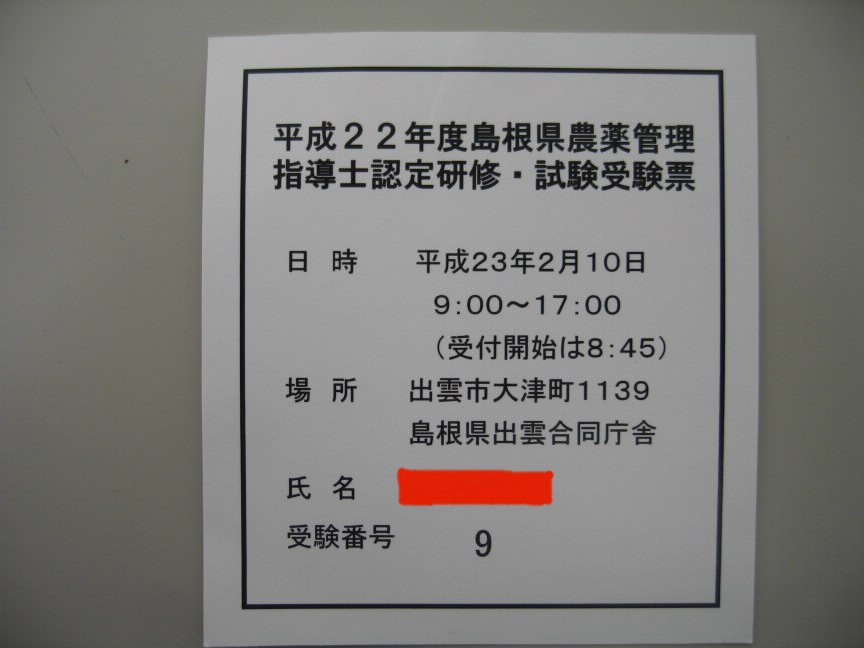 平成22年度島根県農薬管理
指導士認定研修・試験受験票
日 時 平成23年2月10日
9:00~17:00
(受付開始は8:45)
場 所 出雲市大津町1139
島根県出雲合同庁舎
氏 名
受験番号 9